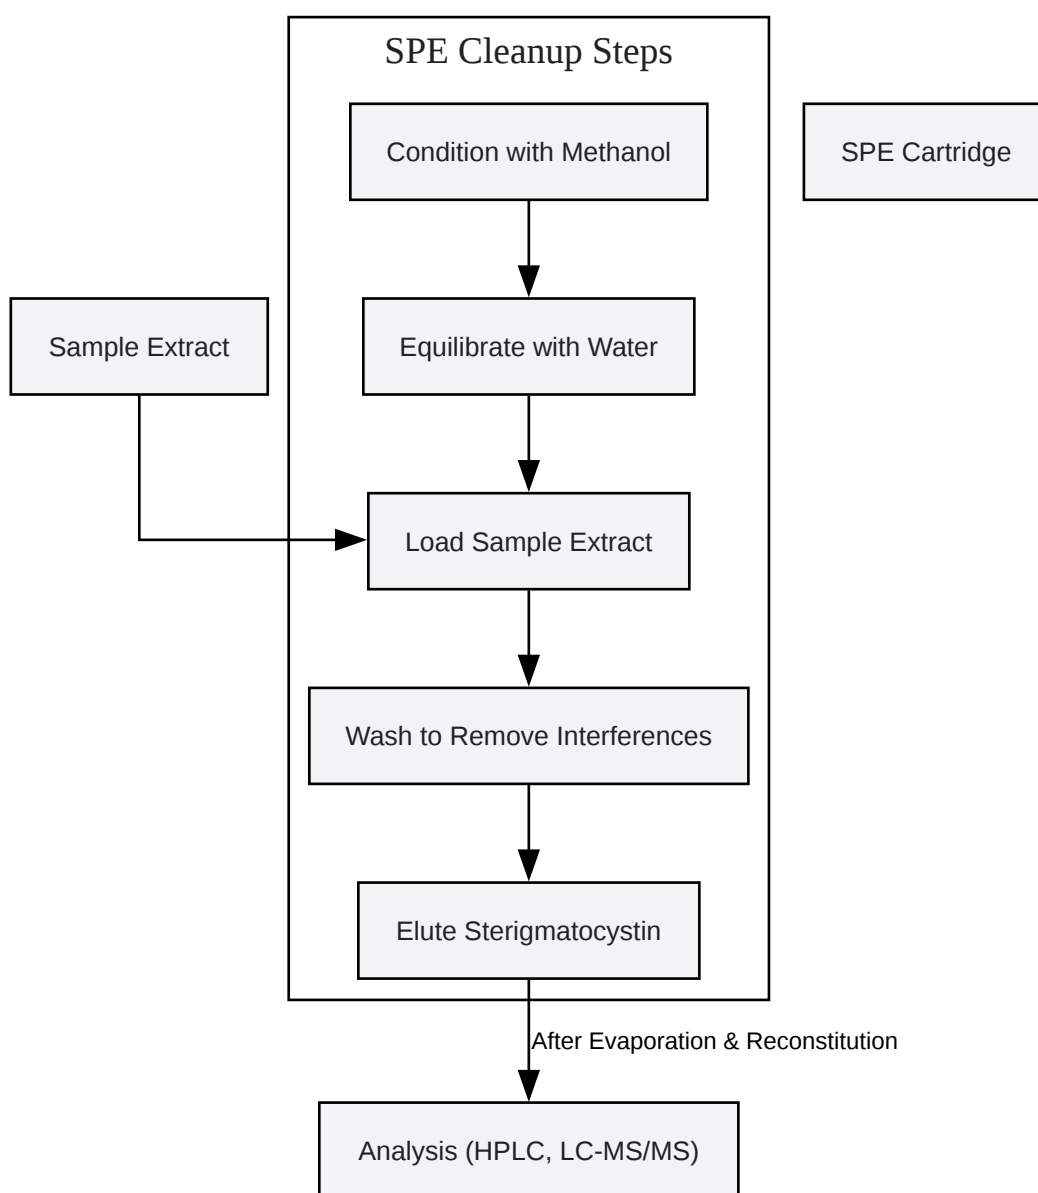 SPE Cleanup Steps
Condition with Methanol
SPE Cartridge
Sample Extract
Equilibrate with Water
Load Sample Extract
Wash to Remove Interferences
Elute Sterigmatocystin
After Evaporation & Reconstitution
Analysis (HPLC, LC-MS/MS)